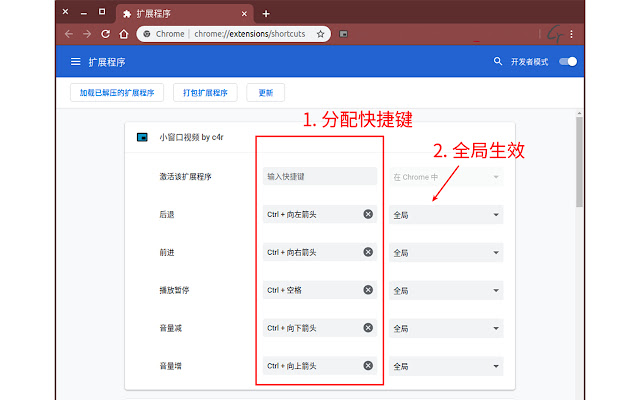 扩展程序
Chrome | chrome://extensions/shortcuts
扩展程序
开发者模式
加载已解压的扩展程序 打包扩展程序 更新
1. 分配快捷键
小窗口视频 by c4r
2. 全局生效
激活该扩展程序 输入快捷键 在 Chrome 中
后退 Ctrl + 向左箭头 全局
前进 Ctrl + 向右箭头 全局
播放暂停 Ctrl + 空格 全局
音量减 Ctrl + 向下箭头 全局
音量增 Ctrl + 向上箭头 全局